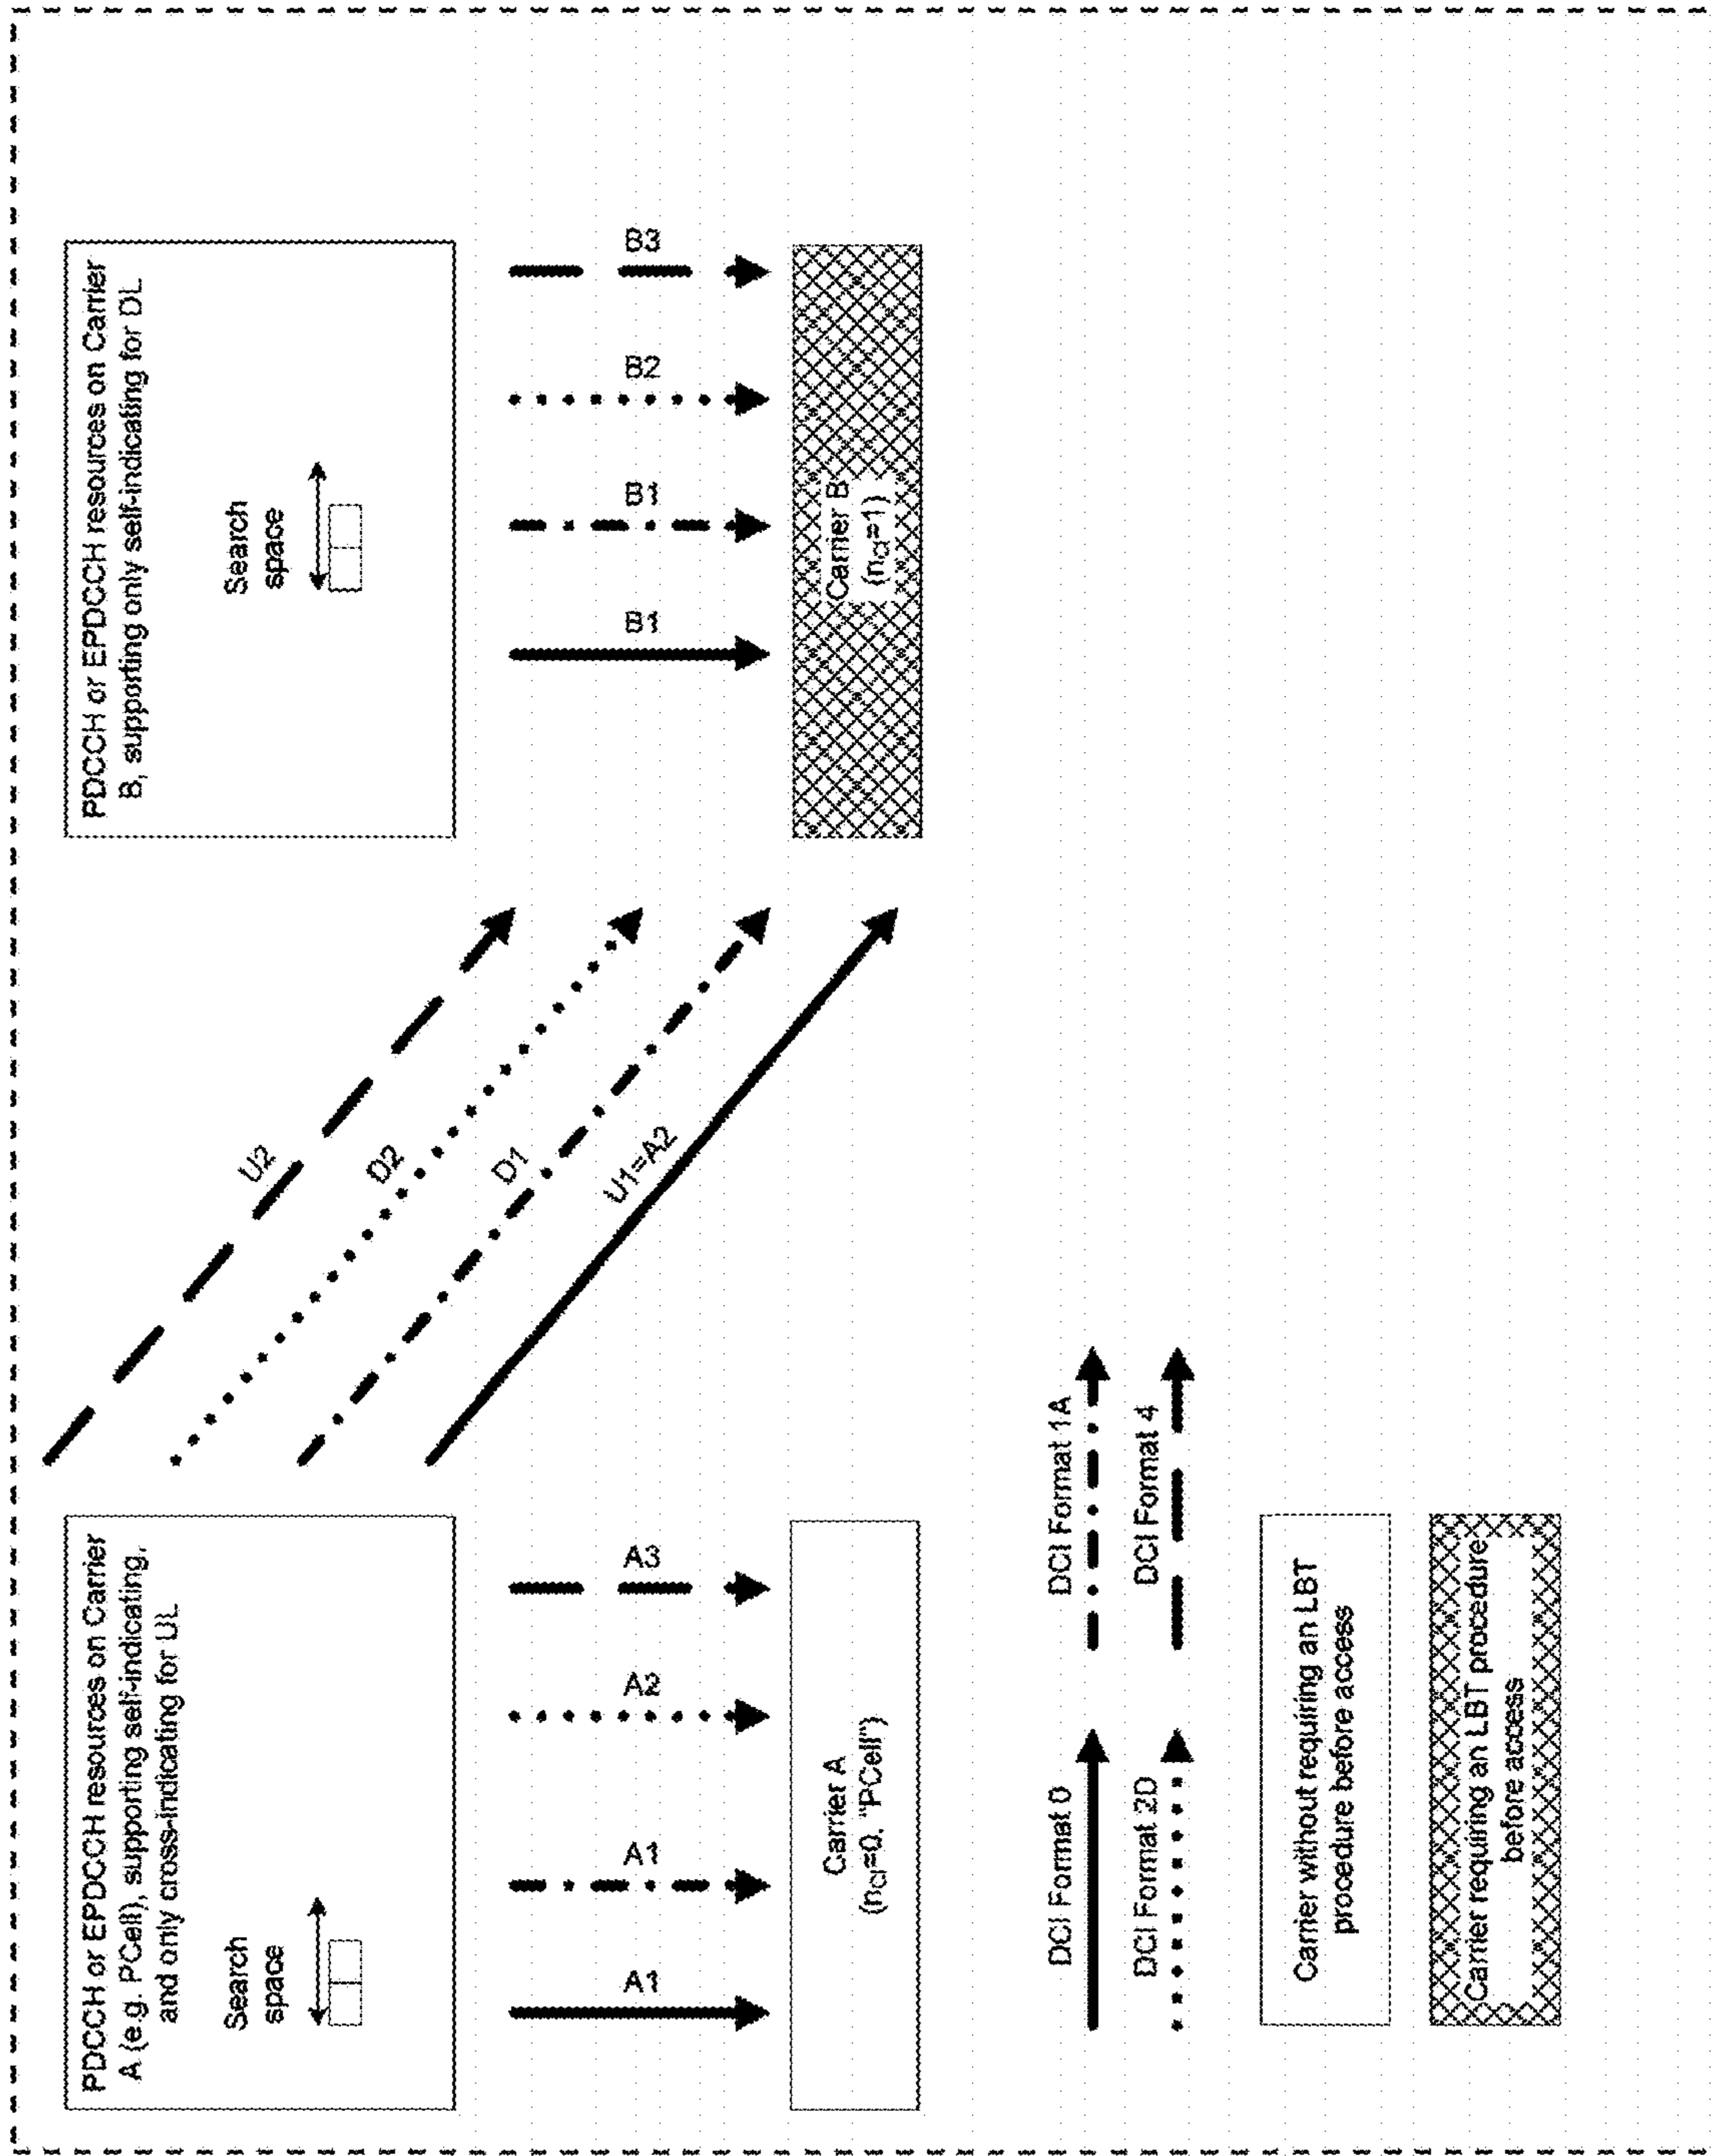 PDCCH or EPDCCH resources on Carrier
A (e.g. PCell), supporting self-indicating,
and only cross-indicating for UL
Search
space
A1
A1
A2
A3
Carrier A
(nCI=0, "PCell")
U2
D2
D1
U1=A2
PDCCH or EPDCCH resources on Carrier
B, supporting only self-indicating for DL
Search
space
B1
B1
B2
B3
Carrier B
(nCI=1)
DCI Format 0
DCI Format 1A
DCI Format 2D
DCI Format 4
Carrier without requiring an LBT
procedure before access
Carrier requiring an LBT procedure
before access